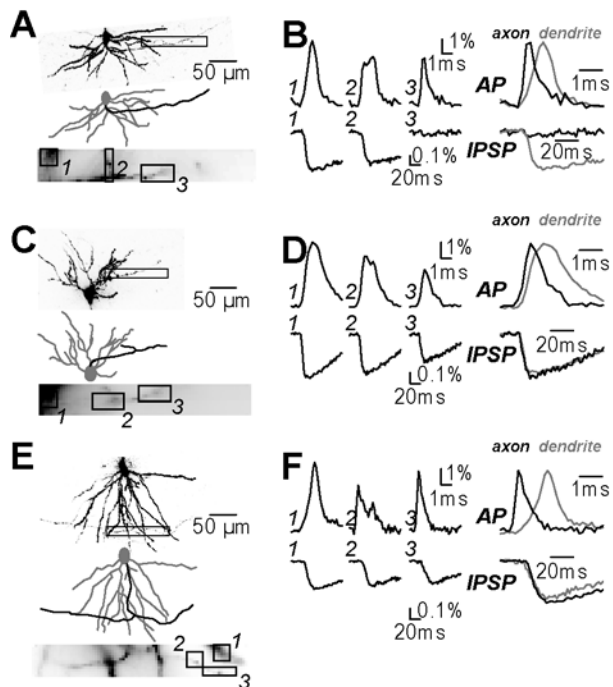 A
50 µm
1
2
3
B
1
2
3
1%
1ms
1
2
3
0.1%
20ms
axon dendrite
AP
1ms
IPSP
20ms
C
50 µm
1
2
3
D
1
2
3
1%
1ms
1
2
3
0.1%
20ms
axon dendrite
AP
1ms
IPSP
20ms
E
50 µm
2
1
3
F
1
2
3
1%
1ms
1
2
3
0.1%
20ms
axon dendrite
AP
1ms
IPSP
20ms